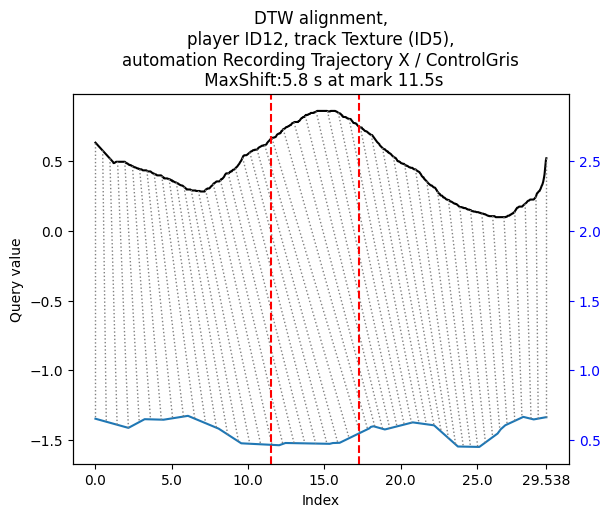 DTW alignment,
player ID12, track Texture (ID5),
automation Recording Trajectory X / ControlGris
MaxShift:5.8 s at mark 11.5s
Query value
0.5
0.0
−0.5
−1.0
−1.5
2.5
2.0
1.5
1.0
0.5
0.0 5.0 10.0 15.0 20.0 25.0 29.538
Index